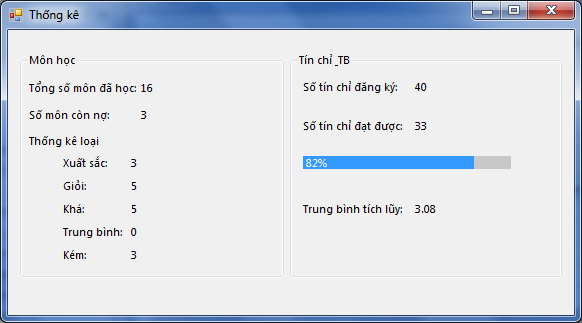 Thống kê
Môn học
Tổng số môn đã học: 16
Số môn còn nợ: 3
Thống kê loại
Xuất sắc: 3
Giỏi: 5
Khá: 5
Trung bình: 0
Kém: 3
Tín chỉ _TB
Số tín chỉ đăng ký: 40
Số tín chỉ đạt được: 33
82%
Trung bình tích lũy: 3.08